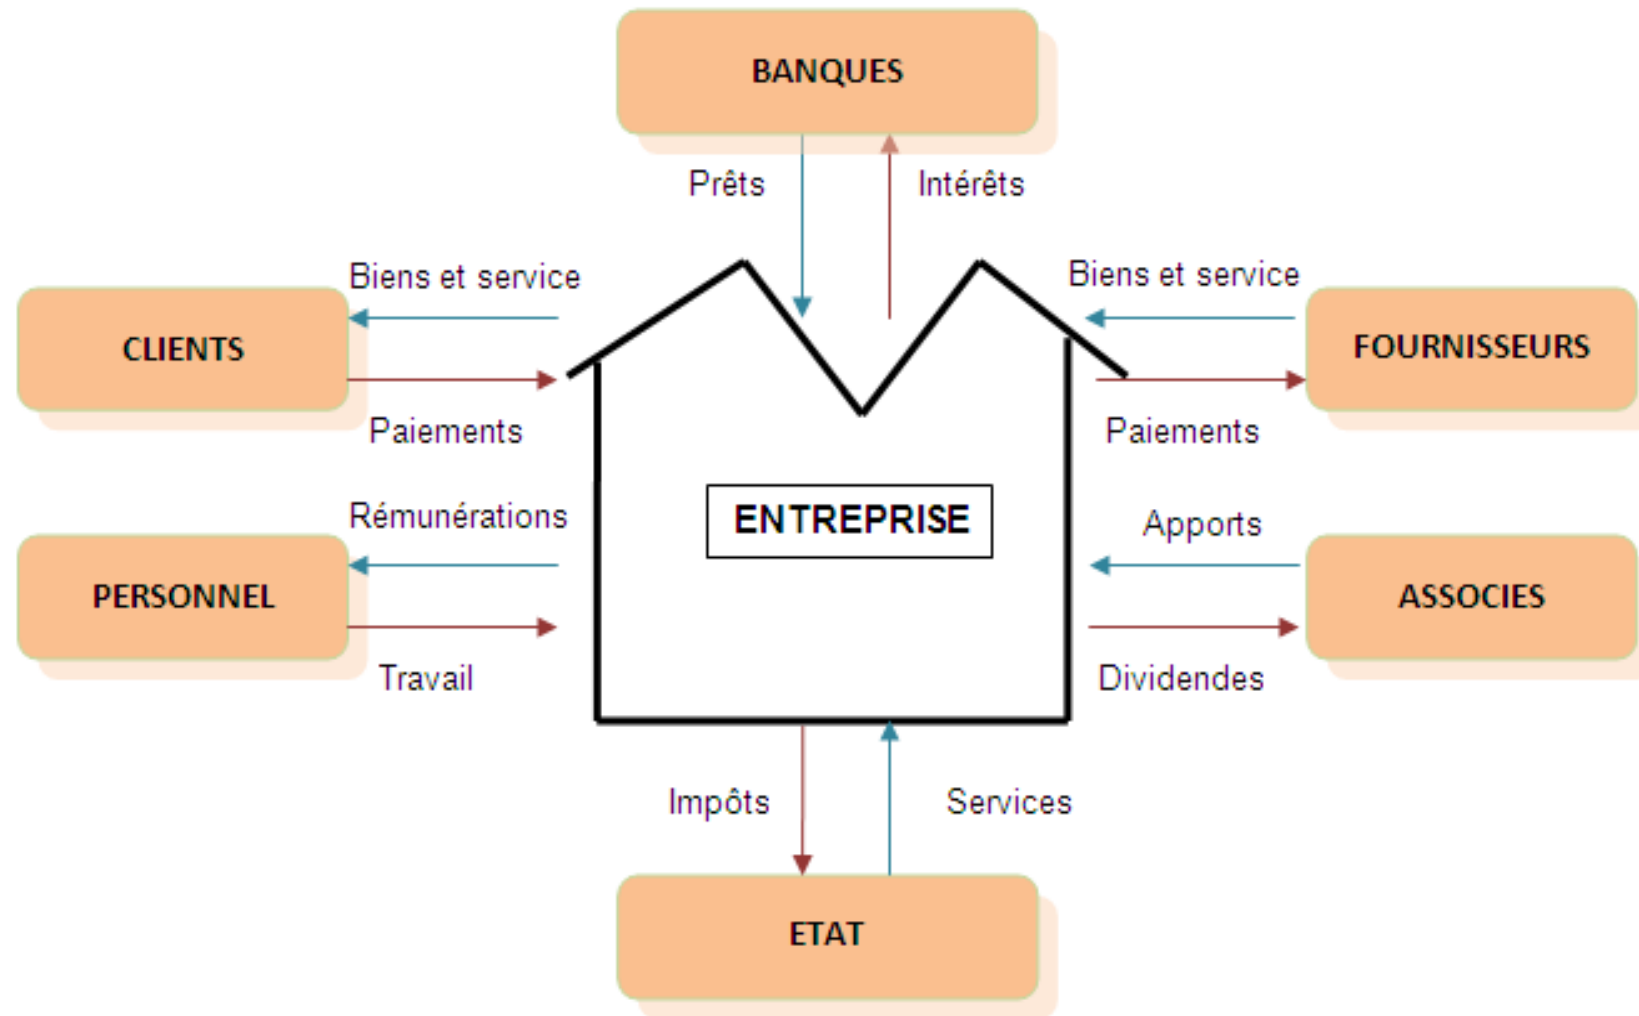 BANQUES
Prêts
Intérêts
Biens et service
Biens et service
CLIENTS
FOURNISSEURS
Paiements
Paiements
Rémunérations
ENTREPRISE
Apports
PERSONNEL
ASSOCIES
Travail
Dividendes
Impôts
Services
ETAT